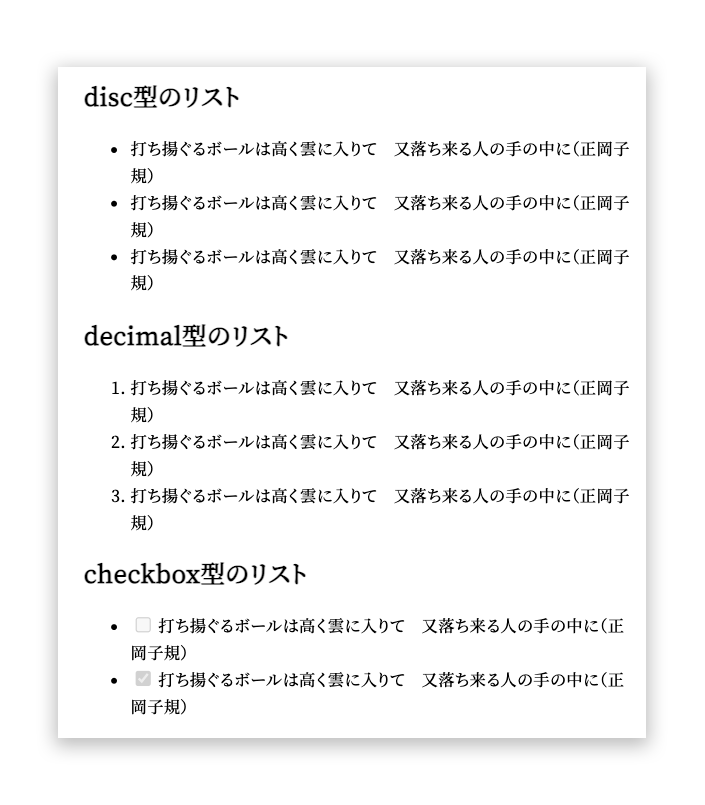 disc型のリスト
• 打ち揚ぐるボールは高く雲に入りて　又落ち来る人の手の中に（正岡子
規）
• 打ち揚ぐるボールは高く雲に入りて　又落ち来る人の手の中に（正岡子
規）
• 打ち揚ぐるボールは高く雲に入りて　又落ち来る人の手の中に（正岡子
規）
decimal型のリスト
1. 打ち揚ぐるボールは高く雲に入りて　又落ち来る人の手の中に（正岡子
規）
2. 打ち揚ぐるボールは高く雲に入りて　又落ち来る人の手の中に（正岡子
規）
3. 打ち揚ぐるボールは高く雲に入りて　又落ち来る人の手の中に（正岡子
規）
checkbox型のリスト
• ☐ 打ち揚ぐるボールは高く雲に入りて　又落ち来る人の手の中に（正
岡子規）
• ☑ 打ち揚ぐるボールは高く雲に入りて　又落ち来る人の手の中に（正
岡子規）